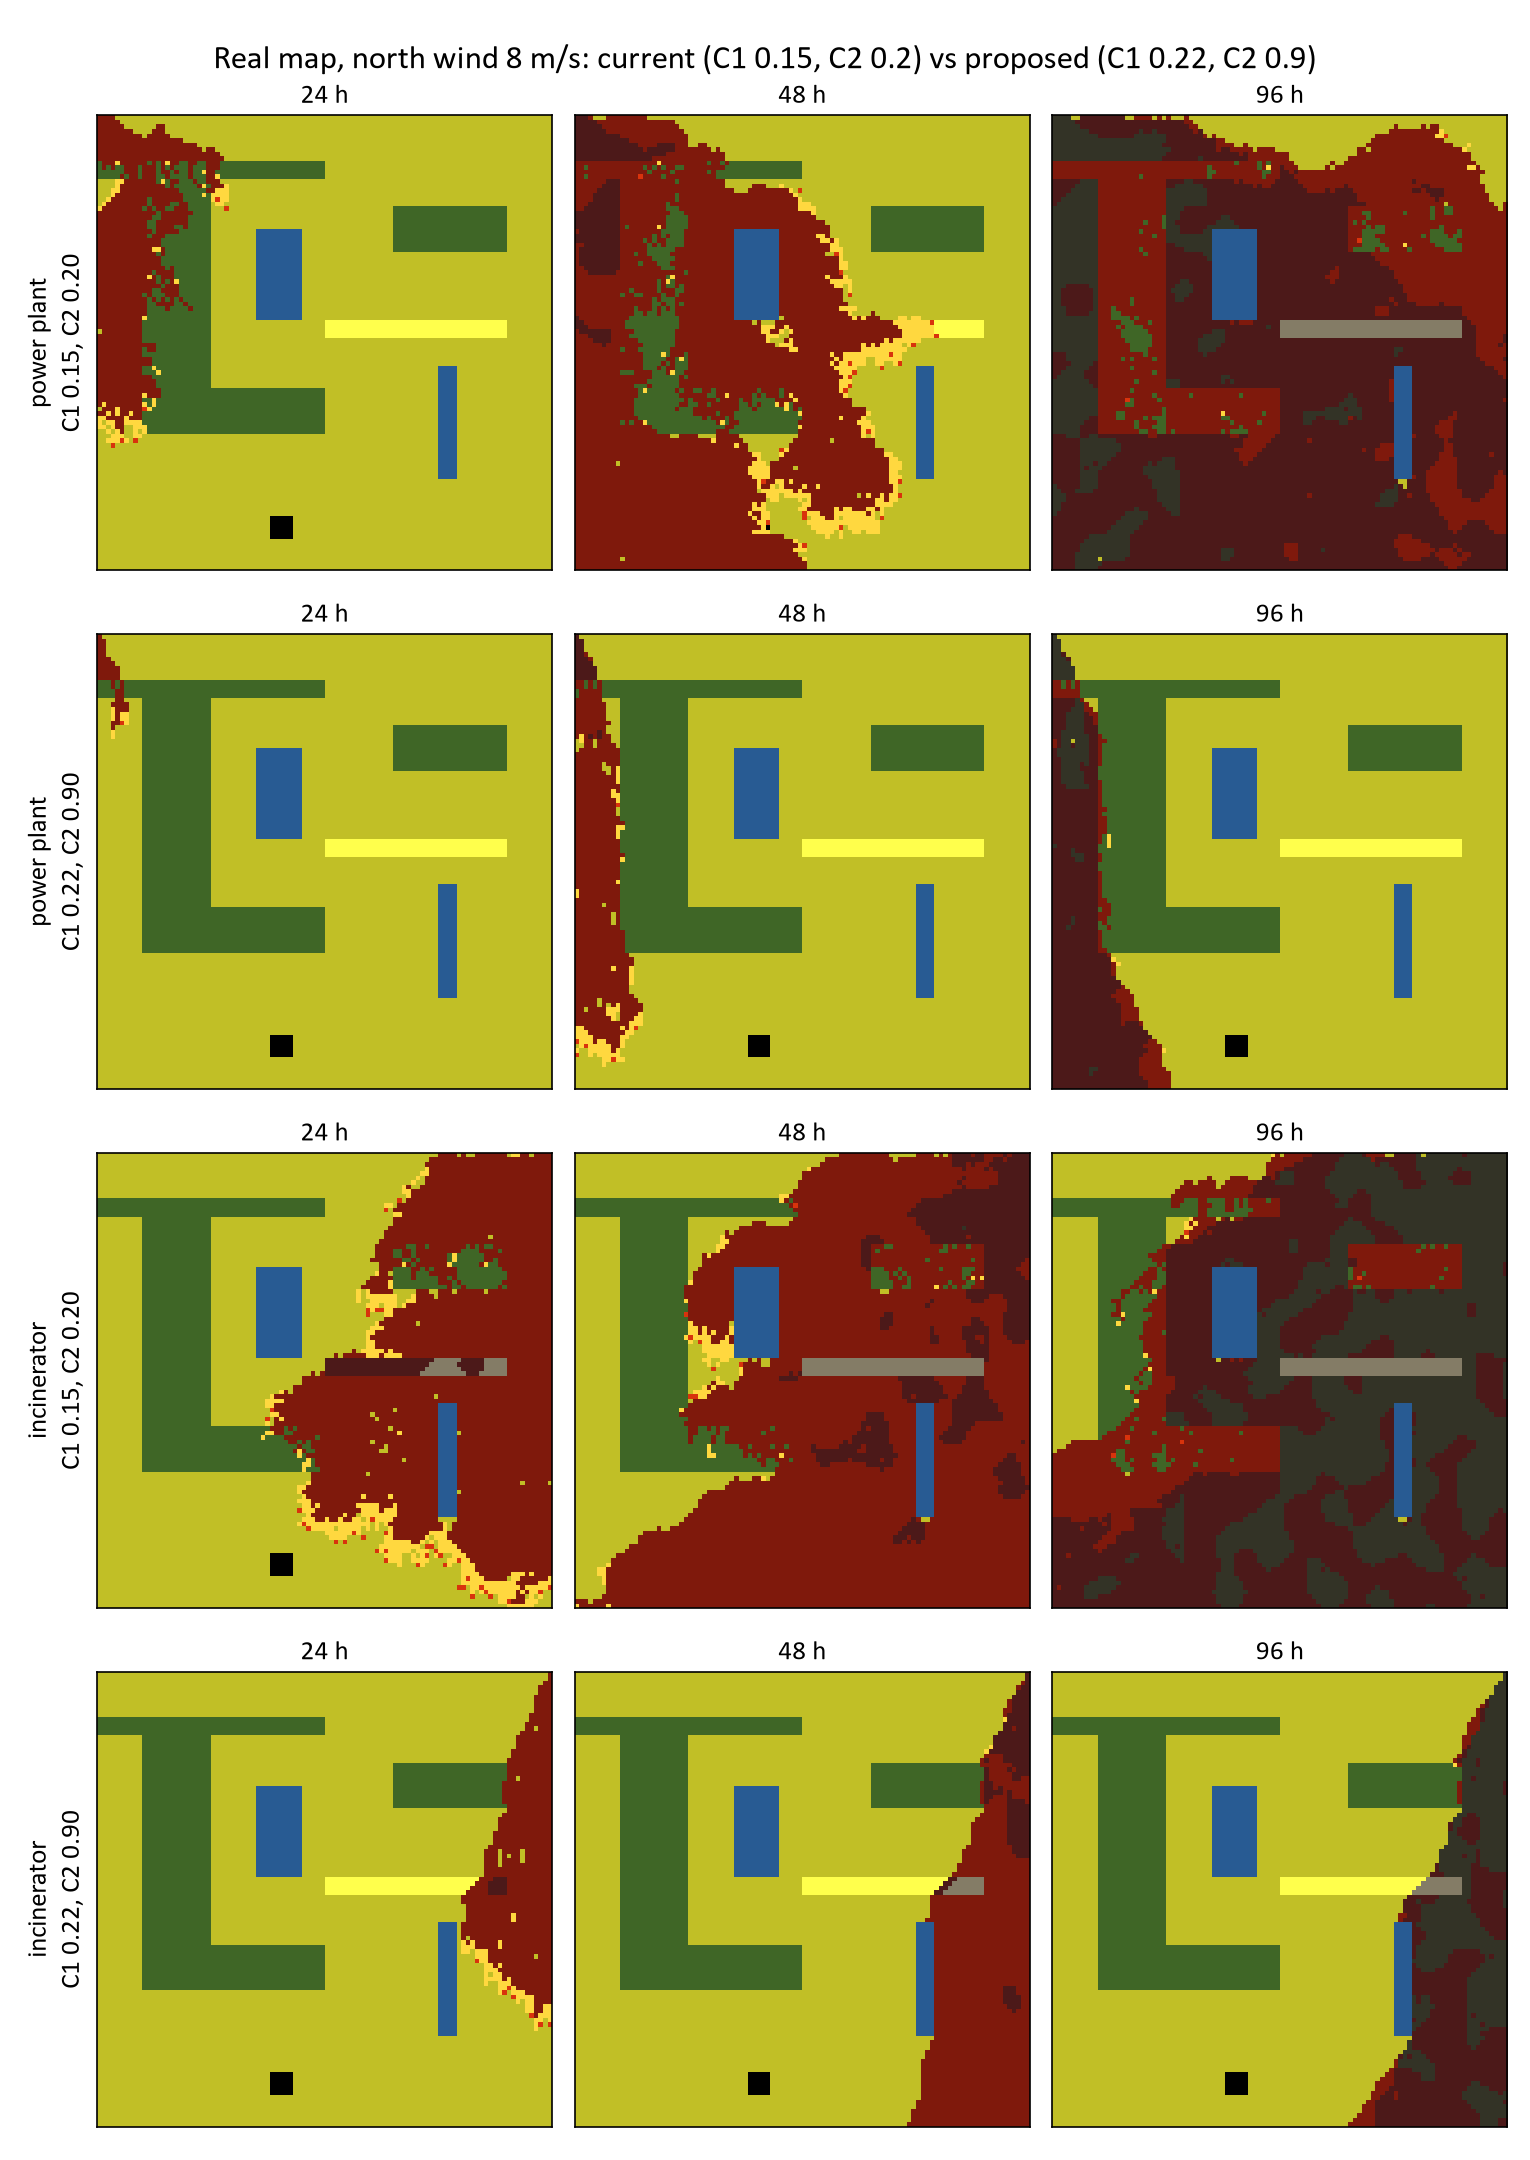 Real map, north wind 8 m/s: current (C1 0.15, C2 0.2) vs proposed (C1 0.22, C2 0.9)
24 h
48 h
96 h
power plant
C1 0.15, C2 0.20
24 h
48 h
96 h
power plant
C1 0.22, C2 0.90
24 h
48 h
96 h
incinerator
C1 0.15, C2 0.20
24 h
48 h
96 h
incinerator
C1 0.22, C2 0.90